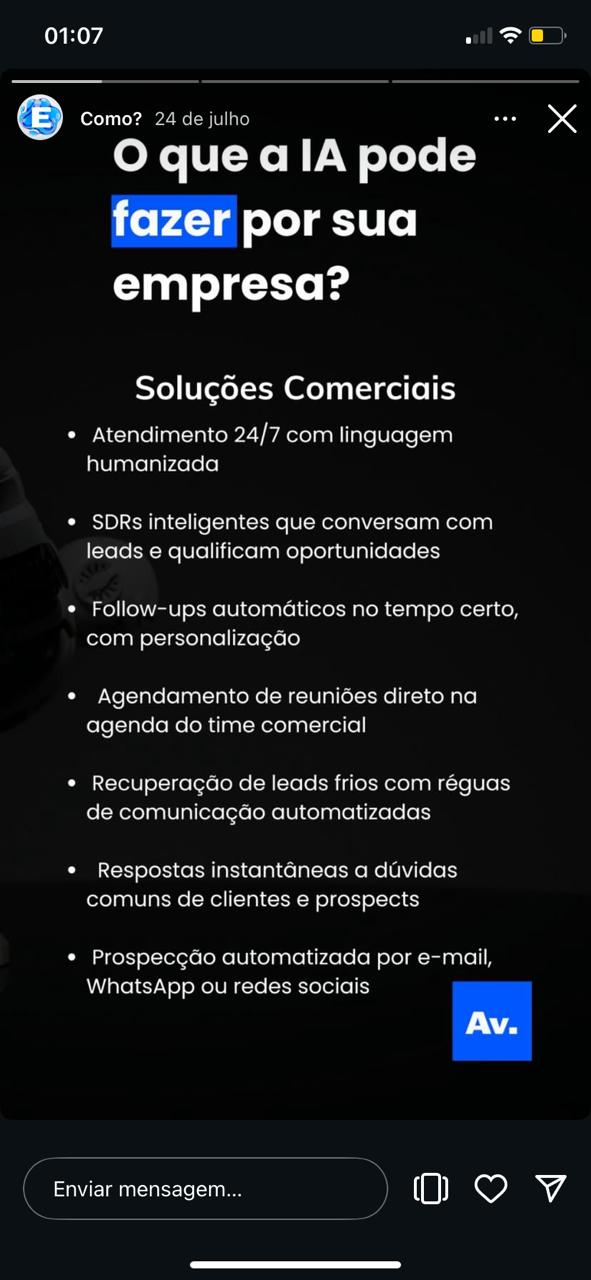 01:07
E Como? 24 de julho
O que a IA pode
fazer por sua
empresa?
Soluções Comerciais
• Atendimento 24/7 com linguagem
humanizada
• SDRs inteligentes que conversam com
leads e qualificam oportunidades
• Follow-ups automáticos no tempo certo,
com personalização
• Agendamento de reuniões direto na
agenda do time comercial
• Recuperação de leads frios com réguas
de comunicação automatizadas
• Respostas instantâneas a dúvidas
comuns de clientes e prospects
• Prospecção automatizada por e-mail,
WhatsApp ou redes sociais
Av.
Enviar mensagem...